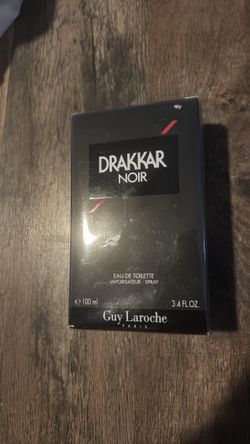 DRAKKAR
NOIR
EAU DE TOILETTE
VAPORISATEUR - SPRAY
e 100 ml 3.4 FL.OZ.
Guy Laroche
PARIS